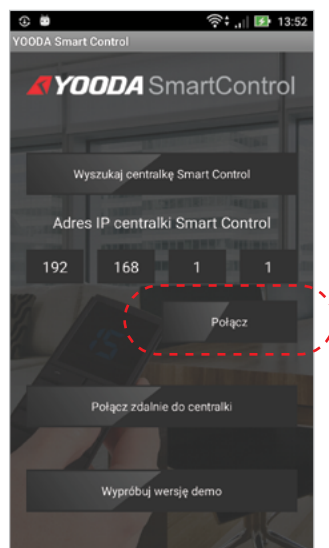 13:52
YOODA Smart Control
YOODA SmartControl
Wyszukaj centralkę Smart Control
Adres IP centralki Smart Control
192 168 1 1
Połącz
Połącz zdalnie do centralki
Wypróbuj wersję demo